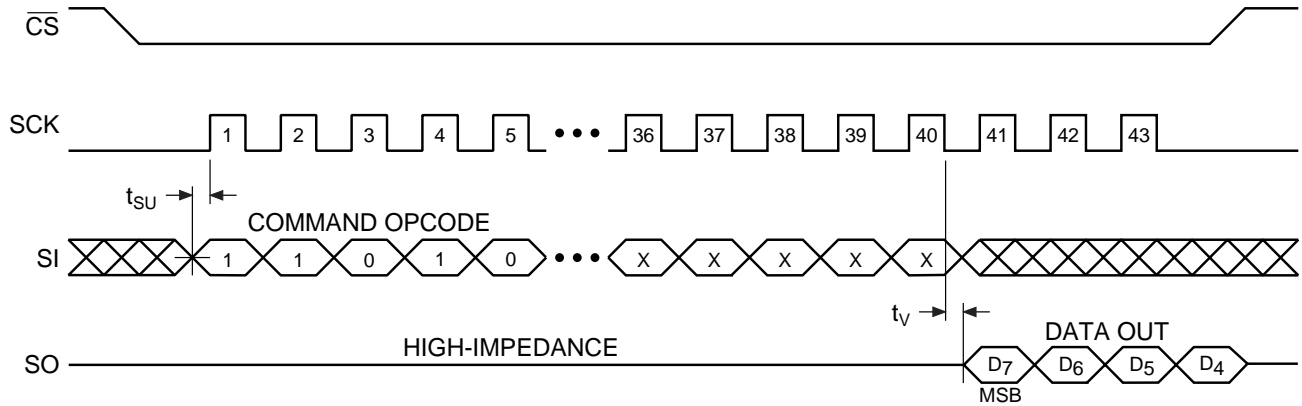 CS
SCK
1 2 3 4 5 ••• 36 37 38 39 40 41 42 43
tSU
COMMAND OPCODE
SI
1 1 0 1 0 ••• X X X X X
tV
HIGH-IMPEDANCE
DATA OUT
SO
D7 D6 D5 D4
MSB